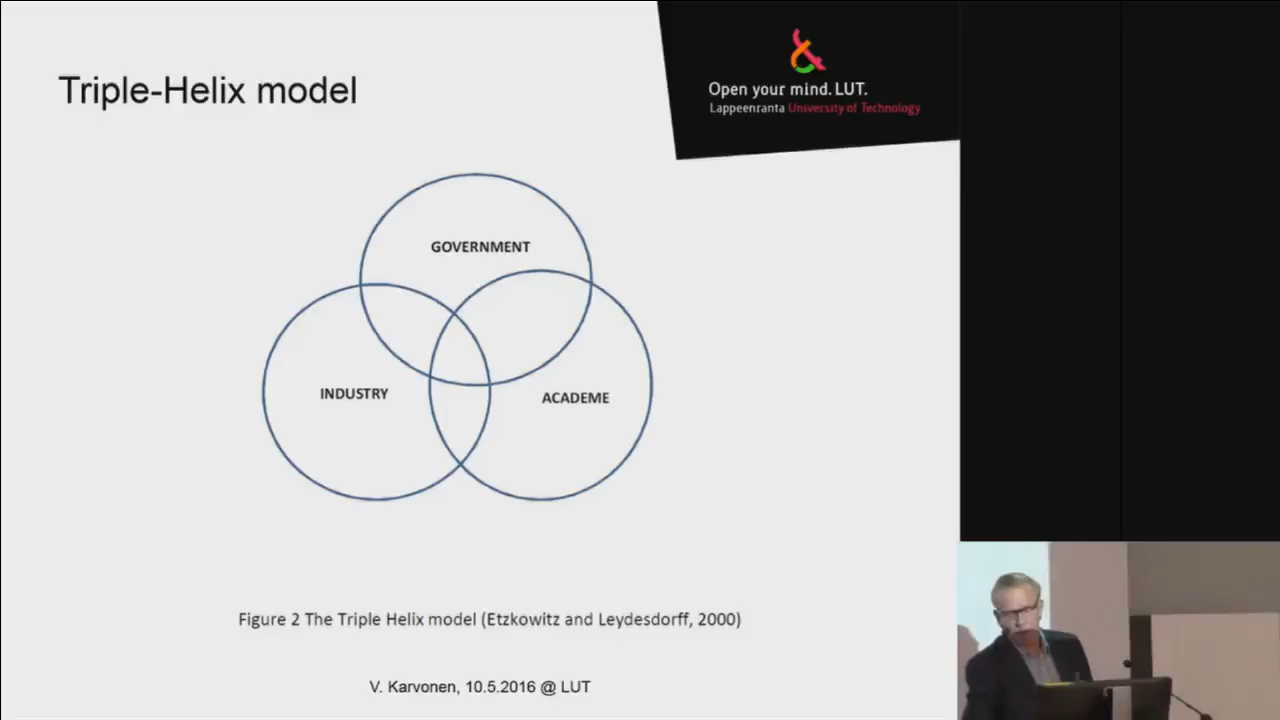 Triple-Helix model
Open your mind. LUT.
Lappeenranta University of Technology
GOVERNMENT
INDUSTRY
ACADEME
Figure 2 The Triple Helix model (Etzkowitz and Leydesdorff, 2000)
V. Karvonen, 10.5.2016 @ LUT